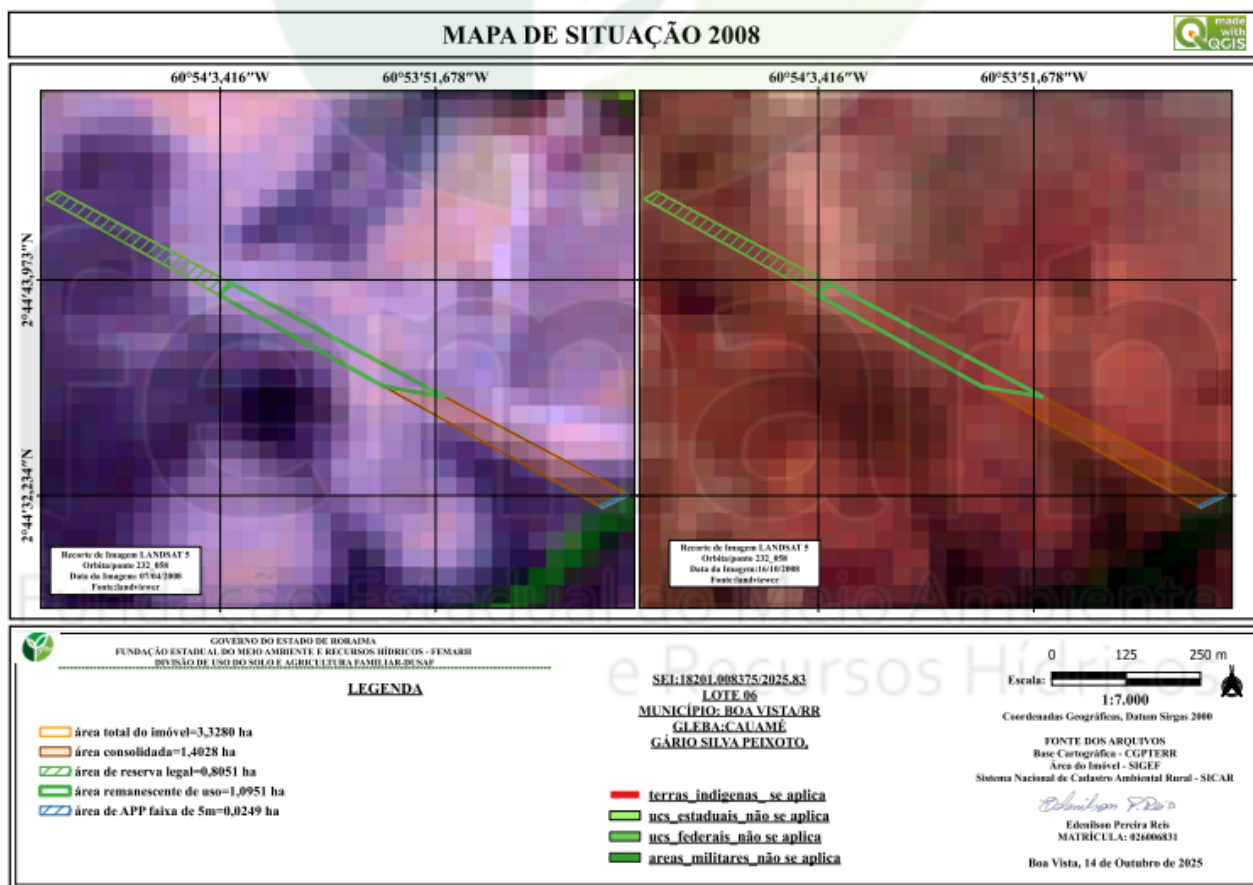 MAPA DE SITUAÇÃO 2008
made
with
QGIS
60°54'3,416"W
60°53'51,678"W
60°54'3,416"W
60°53'51,678"W
2°44'43,973"N
2°44'32,234"N
Recorte de Imagem LANDSAT 5
Orbita/ponto 232_058
Data da Imagem: 07/04/2008
Fonte:landviewer
Recorte de Imagem LANDSAT 5
Orbita/ponto 232_058
Data da Imagem:16/10/2008
Fonte:landviewer
femarh
Fundação Estadual do Meio Ambiente
e Recursos Hídricos
GOVERNO DO ESTADO DE RORAIMA
FUNDAÇÃO ESTADUAL DO MEIO AMBIENTE E RECURSOS HÍDRICOS - FEMARH
DIVISÃO DE USO DO SOLO E AGRICULTURA FAMILIAR-DUSAF
LEGENDA
área total do imóvel=3,3280 ha
área consolidada=1,4028 ha
área de reserva legal=0,8051 ha
área remanescente de uso=1,0951 ha
área de APP faixa de 5m=0,0249 ha
SEI:18201.008375/2025.83
LOTE 06
MUNICÍPIO: BOA VISTA/RR
GLEBA:CAUAMÉ
GÁRIO SILVA PEIXOTO.
terras_indigenas_ se aplica
ucs_estaduais_não se aplica
ucs_federais_não se aplica
areas_militares_não se aplica
0 125 250 m
Escala:
1:7.000
Coordenadas Geográficas, Datum Sirgas 2000
FONTE DOS ARQUIVOS
Base Cartográfica - CGPTERR
Área do Imóvel - SIGEF
Sistema Nacional de Cadastro Ambiental Rural - SICAR
Edenilson P. Reis
Edenilson Pereira Reis
MATRÍCULA: 026006831
Boa Vista, 14 de Outubro de 2025